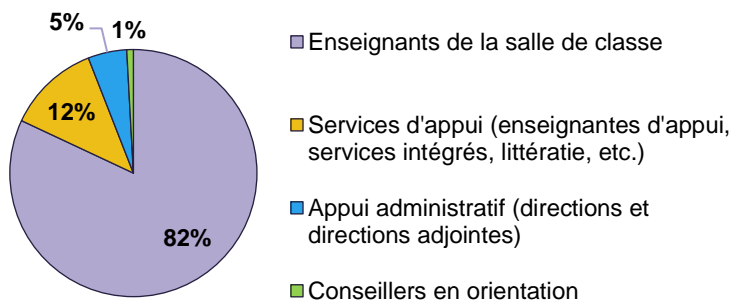 5%
1%
12%
82%
Enseignants de la salle de classe
Services d'appui (enseignantes d'appui,
services intégrés, littératie, etc.)
Appui administratif (directions et
directions adjointes)
Conseillers en orientation